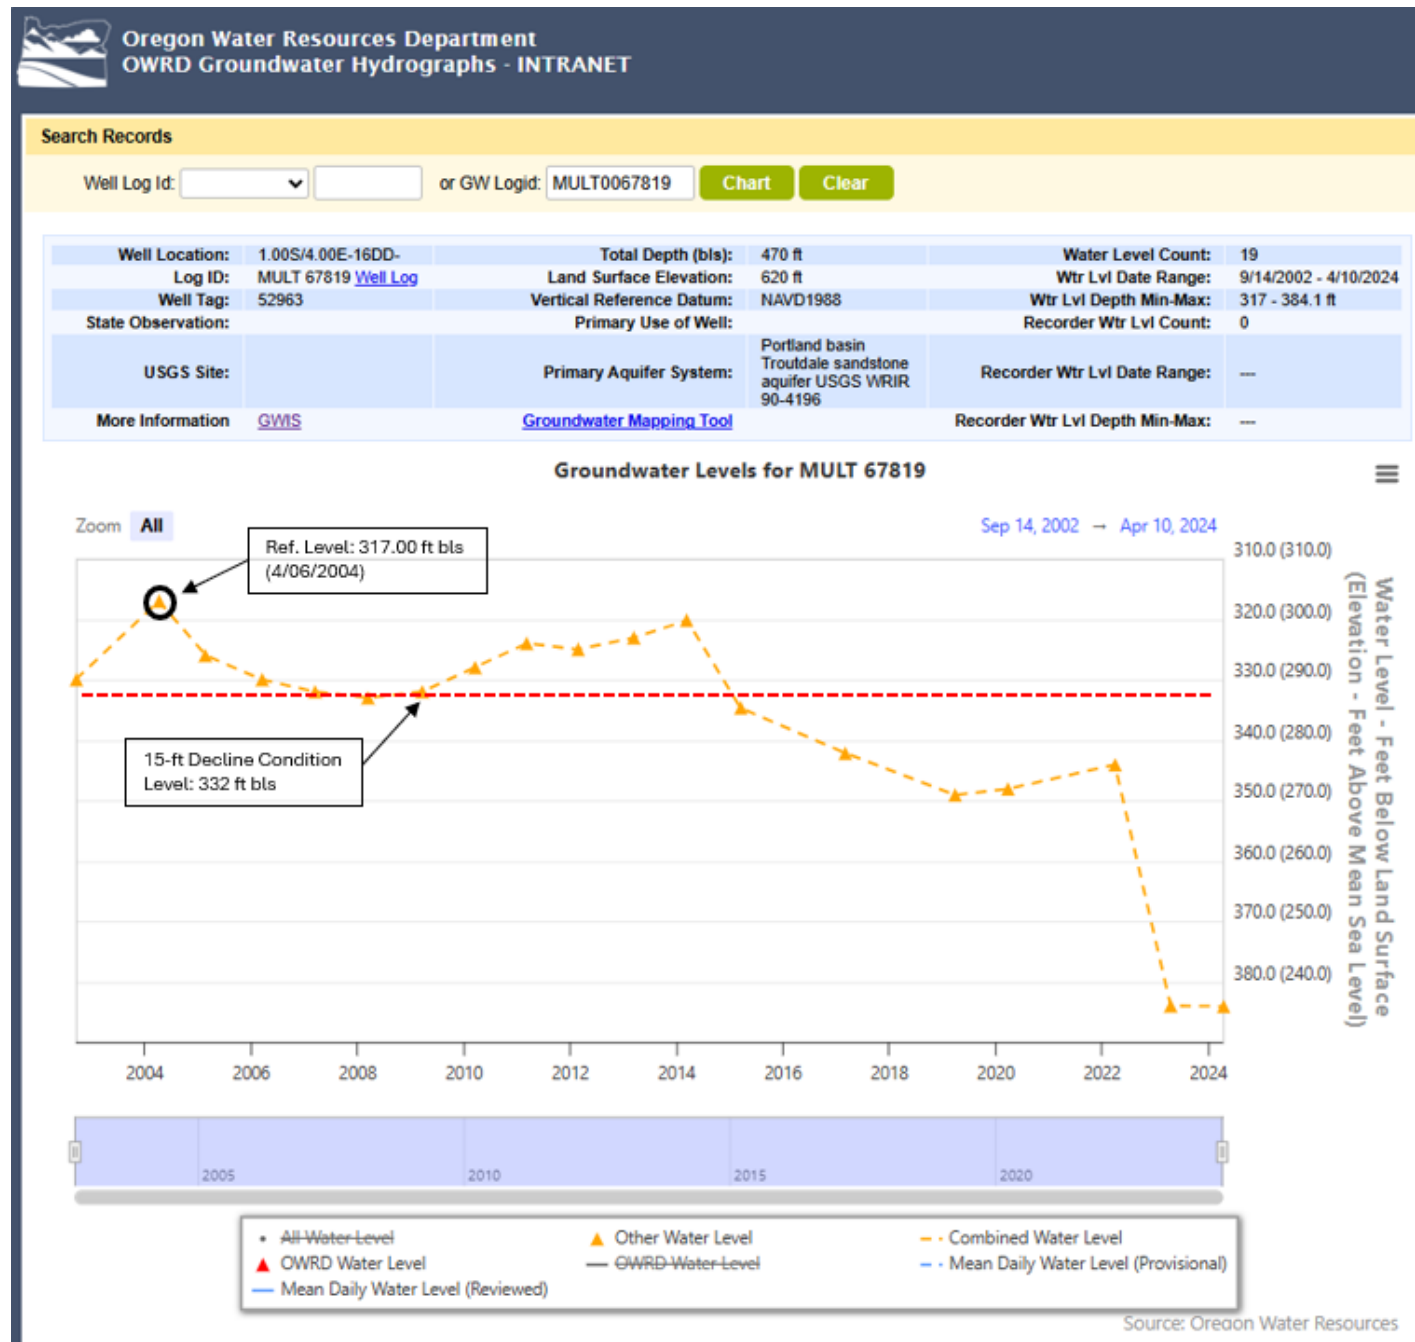 Oregon Water Resources Department
OWRD Groundwater Hydrographs - INTRANET
Search Records
Well Log Id: or GW Logid: MULT0067819 Chart Clear
Well Location: 1.00S/4.00E-16DD- Total Depth (bls): 470 ft Water Level Count: 19
Log ID: MULT 67819 Well Log Land Surface Elevation: 620 ft Wtr Lvl Date Range: 9/14/2002 - 4/10/2024
Well Tag: 52963 Vertical Reference Datum: NAVD1988 Wtr Lvl Depth Min-Max: 317 - 384.1 ft
State Observation: Primary Use of Well: Recorder Wtr Lvl Count: 0
USGS Site: Primary Aquifer System: Portland basin
Troutdale sandstone
aquifer USGS WRIR
90-4196
Recorder Wtr Lvl Date Range: ---
More Information GWIS Groundwater Mapping Tool Recorder Wtr Lvl Depth Min-Max: ---
Groundwater Levels for MULT 67819
Zoom All
Sep 14, 2002 → Apr 10, 2024
Ref. Level: 317.00 ft bls
(4/06/2004)
15-ft Decline Condition
Level: 332 ft bls
310.0 (310.0)
320.0 (300.0)
330.0 (290.0)
340.0 (280.0)
350.0 (270.0)
360.0 (260.0)
370.0 (250.0)
380.0 (240.0)
Water Level - Feet Below Land Surface
(Elevation - Feet Above Mean Sea Level)
2004 2006 2008 2010 2012 2014 2016 2018 2020 2022 2024
2005 2010 2015 2020
All Water Level Other Water Level Combined Water Level
OWRD Water Level OWRD Water Level Mean Daily Water Level (Provisional)
Mean Daily Water Level (Reviewed)
Source: Oregon Water Resources